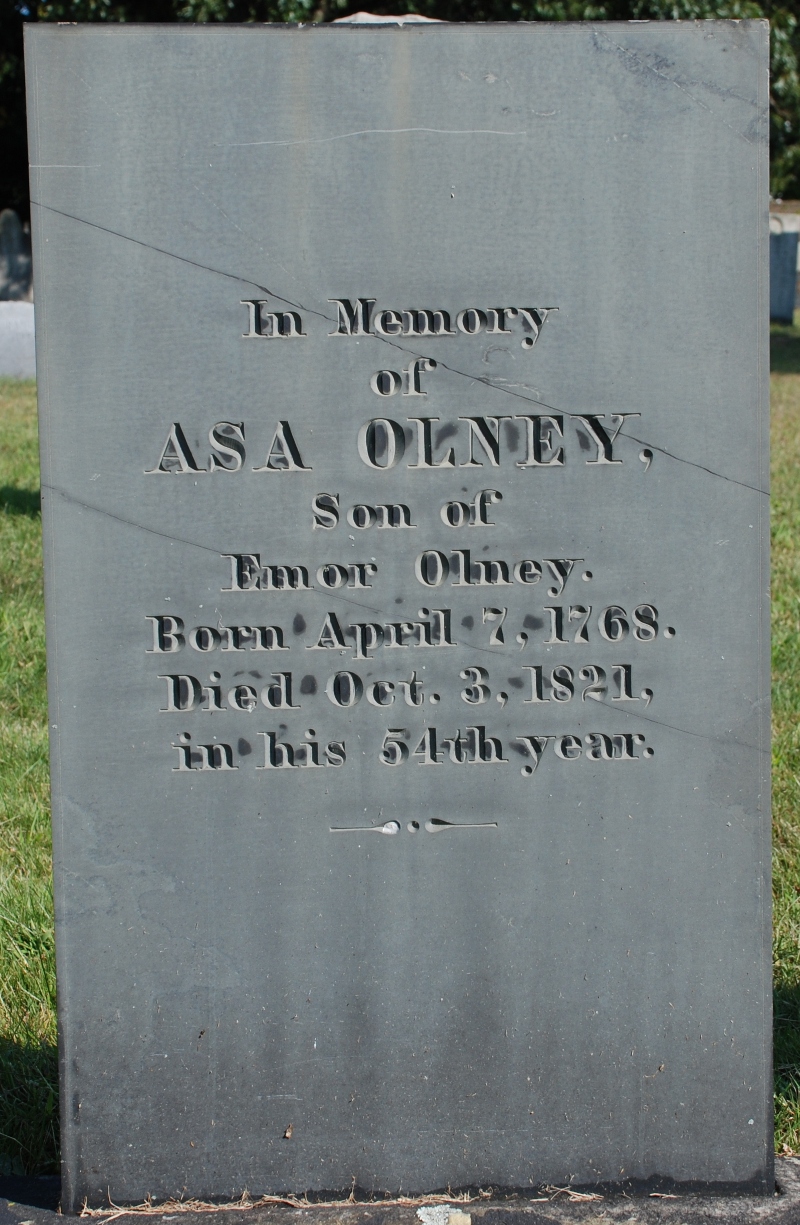 In Memory
of
ASA OLNEY,
Son of
Emor Olney.
Born April 7, 1768.
Died Oct. 3, 1821,
in his 54th year.